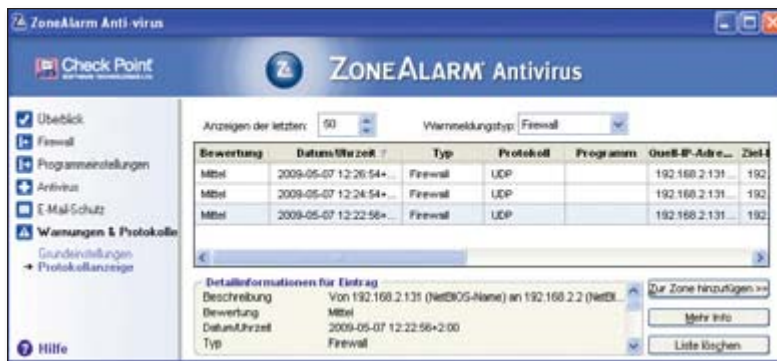 ZoneAlarm Anti-virus
Check Point
SOFTWARE TECHNOLOGIES LTD.
ZONEALARM Antivirus
Überblick
Firewall
Programmeinstellungen
Antivirus
E-Mail-Schutz
Warnungen & Protokolle
Grundeinstellungen
Protokollanzeige
Hilfe
Anzeigen der letzten: 50 Warnmeldungstyp: Firewall
Bewertung Datum/Uhrzeit Typ Protokoll Programm Quell-IP-Adre... Ziel-I
Mittel 2009-05-07 12:26:54+... Firewall UDP 192.168.2.131... 192.
Mittel 2009-05-07 12:24:54+... Firewall UDP 192.168.2.131... 192.
Mittel 2009-05-07 12:22:56+... Firewall UDP 192.168.2.131... 192.
Detailinformationen für Eintrag
Beschreibung Von 192.168.2.131 (NetBIOS-Name) an 192.168.2.2 (NetBI...
Bewertung Mittel
Datum/Uhrzeit 2009-05-07 12:22:56+2:00
Typ Firewall
Zur Zone hinzufügen >>
Mehr Info
Liste löschen